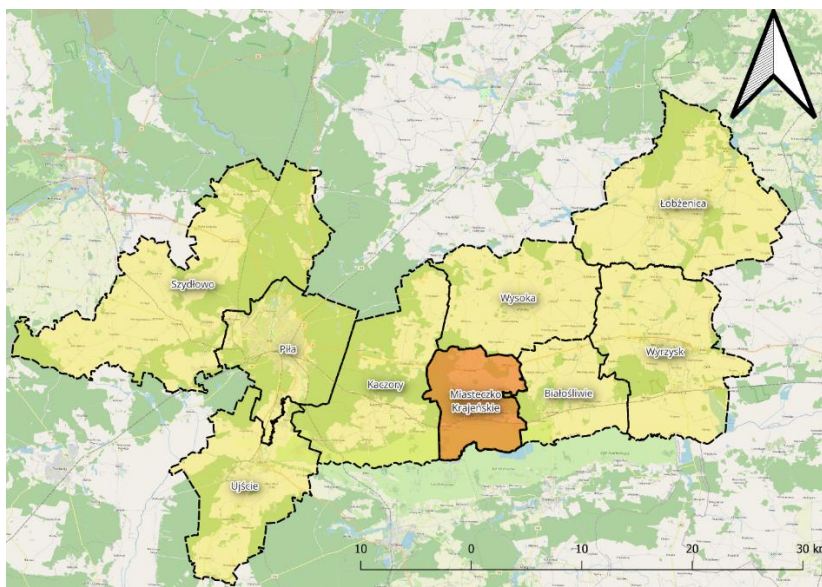 Łobżenica
Szydłowo
Wysoka
Piła
Wyrzysk
Kaczory
Miasteczko
Krajeńskie
Białośliwie
Ujście
10 0 10 20 30 km